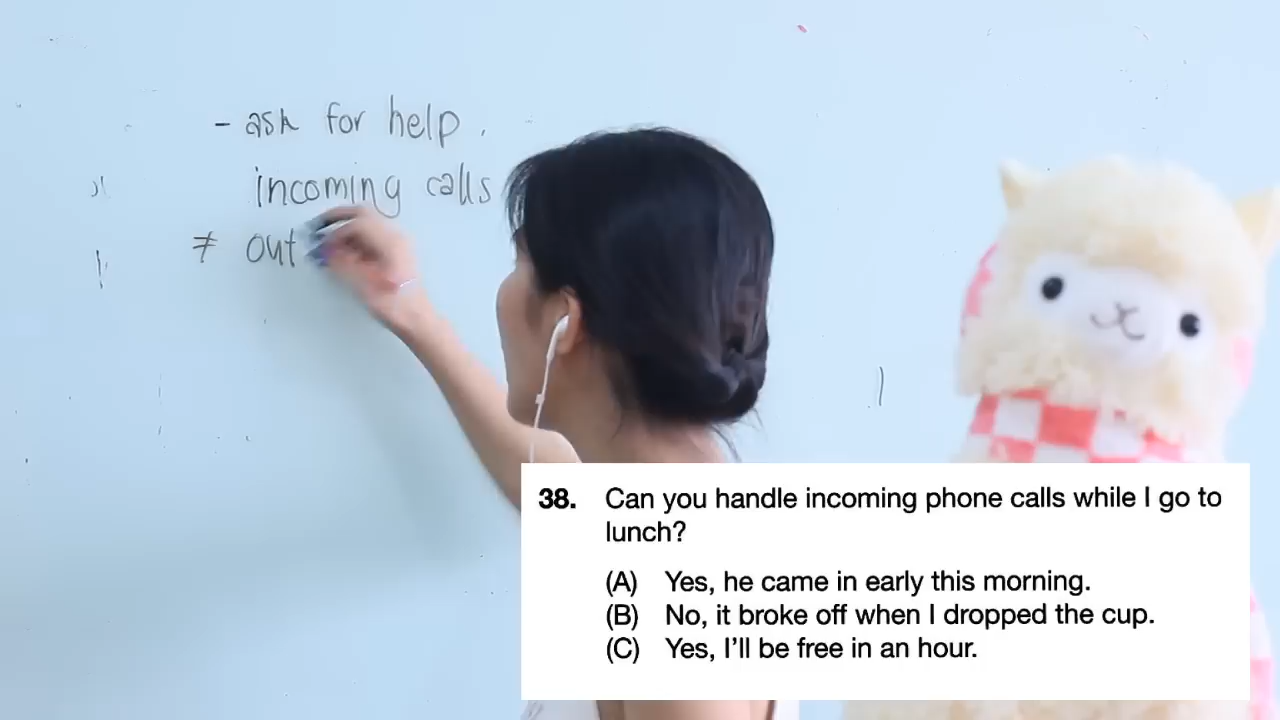 - ask for help.
incoming calls
≠ out
38. Can you handle incoming phone calls while I go to
lunch?
(A) Yes, he came in early this morning.
(B) No, it broke off when I dropped the cup.
(C) Yes, I'll be free in an hour.